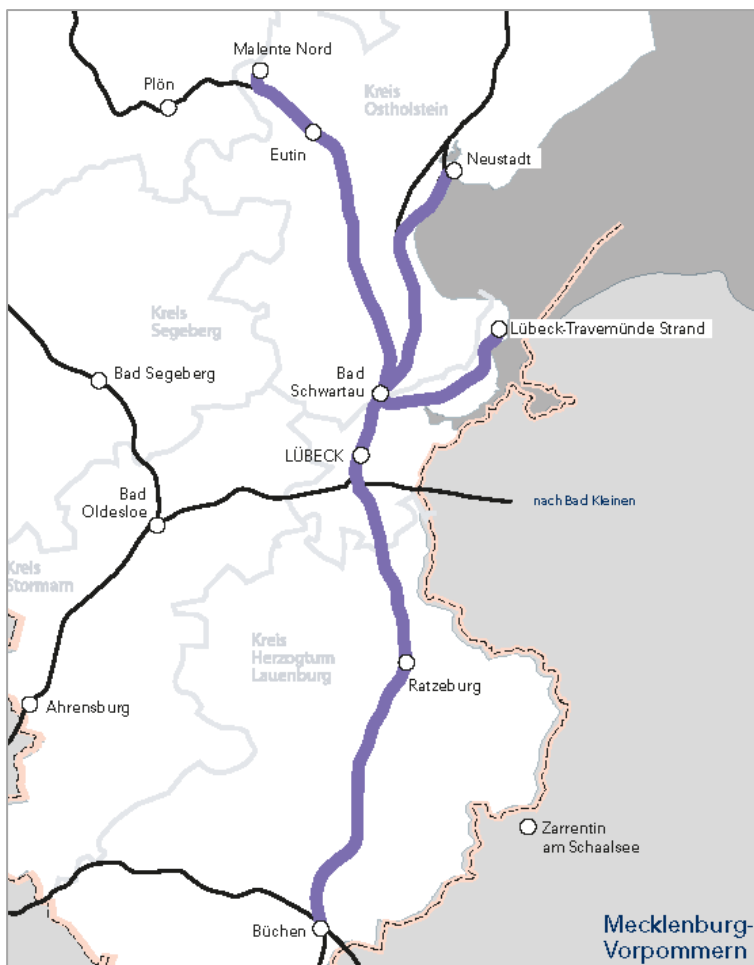 Malente Nord
Plön
Kreis
Ostholstein
Eutin
Neustadt
Kreis
Segeberg
Lübeck-Travemünde Strand
Bad Segeberg
Bad
Schwartau
LÜBECK
Bad
Oldesloe
nach Bad Kleinen
Kreis
Stormarn
Kreis
Herzogtum
Lauenburg
Ratzeburg
Ahrensburg
Zarrentin
am Schaalsee
Büchen
Mecklenburg-
Vorpommern